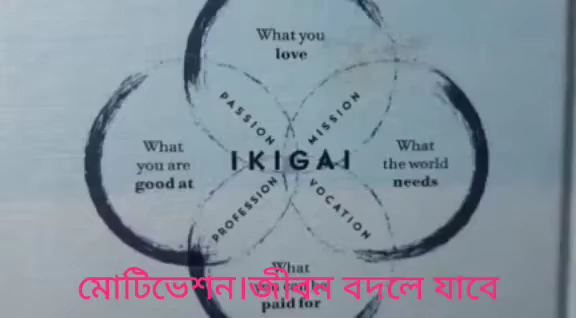 What you
love
PASSION
MISSION
What
you are
good at
IKIGAI
What
the world
needs
PROFESSION
VOCATION
What
paid for
মোটিভেশন।জীবন বদলে যাবে